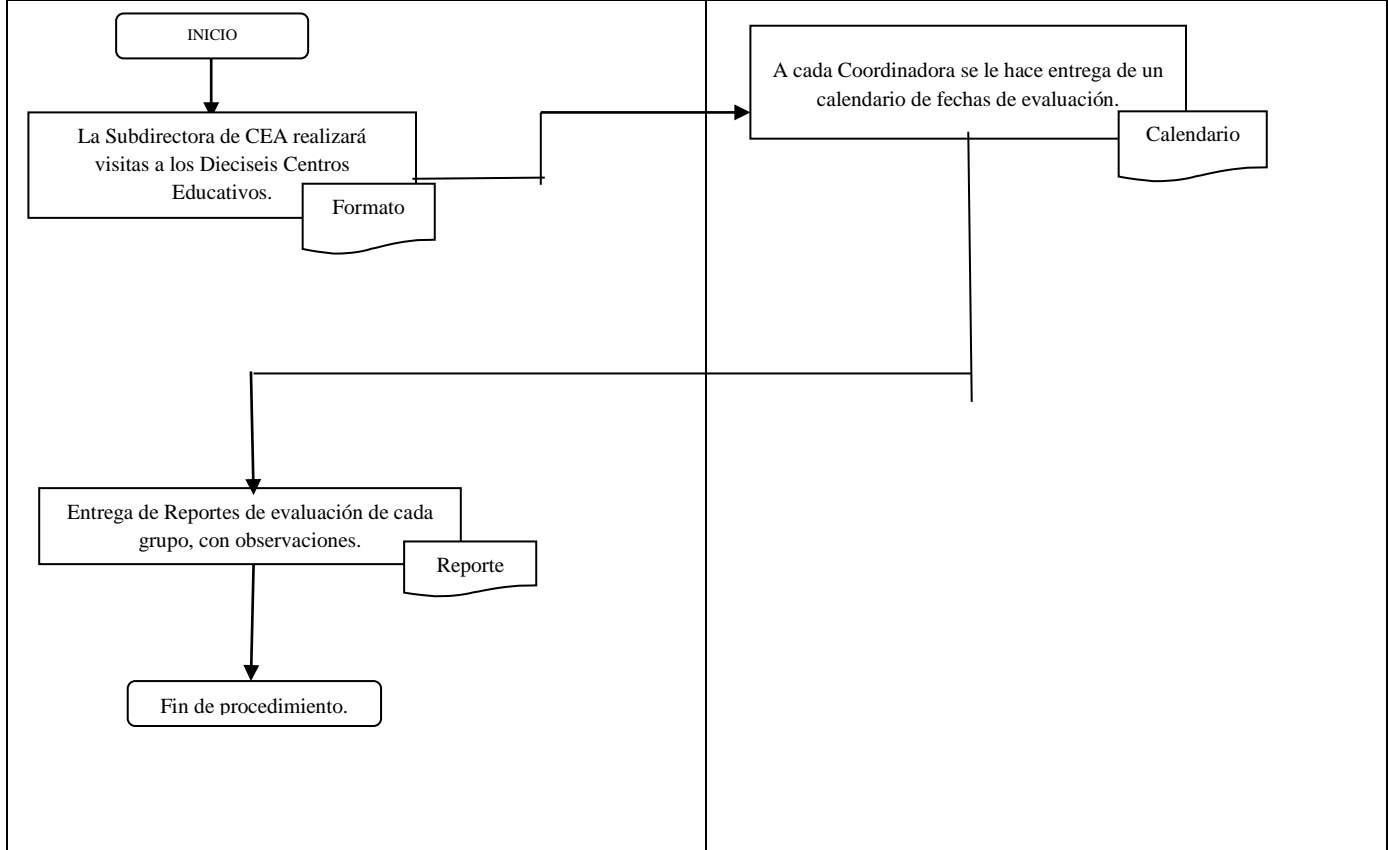 INICIO
La Subdirectora de CEA realizará
visitas a los Dieciseis Centros
Educativos.
Formato
A cada Coordinadora se le hace entrega de un
calendario de fechas de evaluación.
Calendario
Entrega de Reportes de evaluación de cada
grupo, con observaciones.
Reporte
Fin de procedimiento.